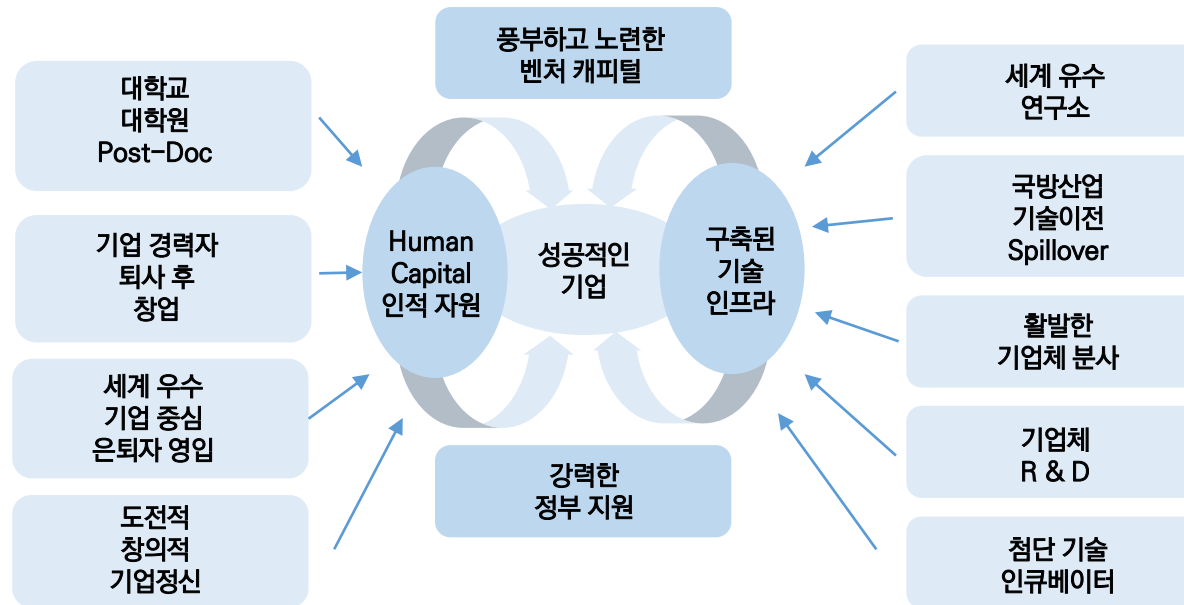 풍부하고 노련한
벤처 캐피털
대학교
대학원
Post-Doc
기업 경력자
퇴사 후
창업
세계 우수
기업 중심
은퇴자 영입
도전적
창의적
기업정신
Human
Capital
인적 자원
성공적인
기업
구축된
기술
인프라
강력한
정부 지원
세계 유수
연구소
국방산업
기술이전
Spillover
활발한
기업체 분사
기업체
R & D
첨단 기술
인큐베이터